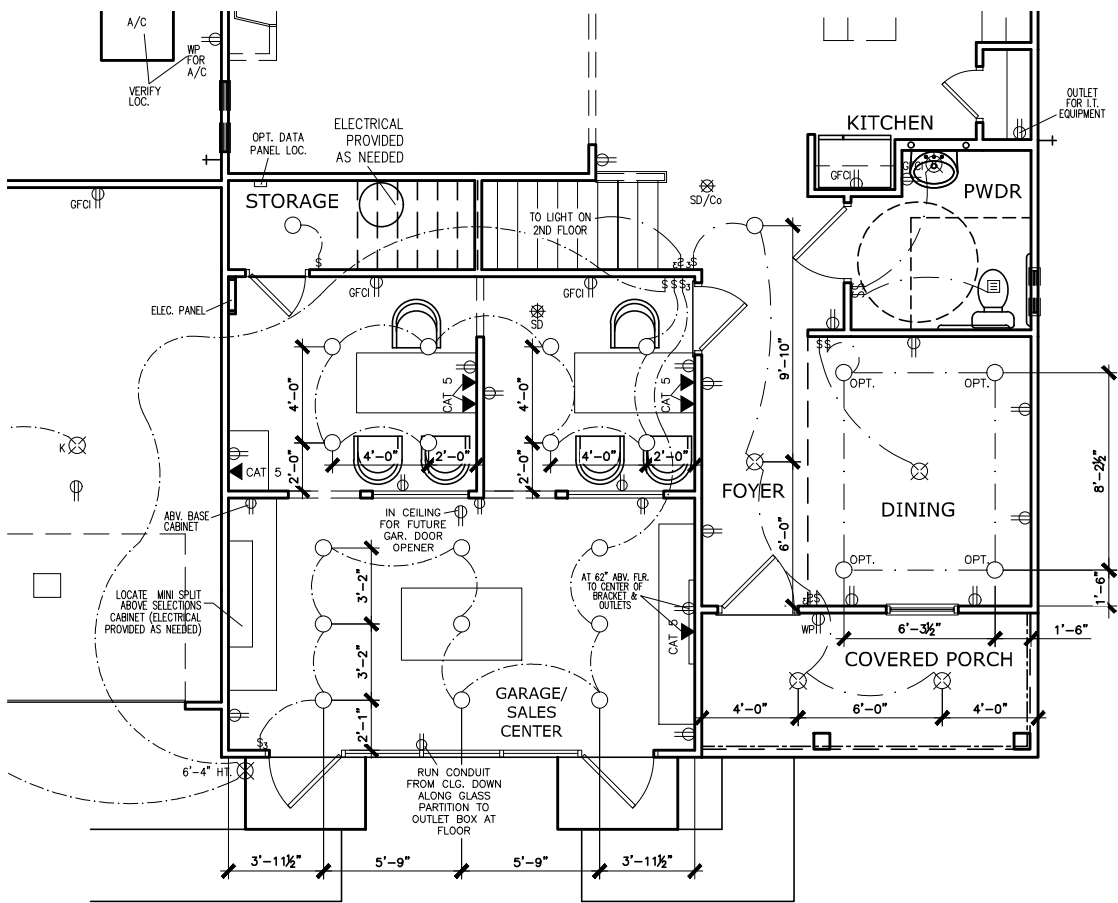 A/C
WP
FOR
A/C
VERIFY
LOC.
OPT. DATA
PANEL LOC.
ELECTRICAL
PROVIDED
AS NEEDED
KITCHEN
OUTLET
FOR I.T.
EQUIPMENT
GFCI
GFCI
GFCI
PWDR
STORAGE
SD/Co
TO LIGHT ON
2ND FLOOR
$
$
3
$
3
$
$ $ $ 3
ELEC. PANEL
GFCI
GFCI
SD
$$
$$
9'-10"
4'-0"
4'-0"
CAT 5
CAT 5
OPT.
OPT.
K
2'-0"
4'-0"
2'-0"
2'-0"
4'-0"
2'-0"
CAT 5
8'-2½"
FOYER
DINING
ABV. BASE
CABINET
IN CEILING
FOR FUTURE
GAR. DOOR
OPENER
6'-0"
3'-2"
OPT.
OPT.
AT 62" ABV. FLR.
TO CENTER OF
BRACKET &
OUTLETS
1'-6"
LOCATE MINI SPLIT
ABOVE SELECTIONS
CABINET (ELECTRICAL
PROVIDED AS NEEDED)
3
$$
WP
CAT 5
6'-3½"
1'-6"
3'-2"
COVERED PORCH
GARAGE/
SALES
CENTER
4'-0"
6'-0"
4'-0"
2'-1"
$
3
6'-4" HT.
RUN CONDUIT
FROM CLG. DOWN
ALONG GLASS
PARTITION TO
OUTLET BOX AT
FLOOR
3'-11½"
5'-9"
5'-9"
3'-11½"